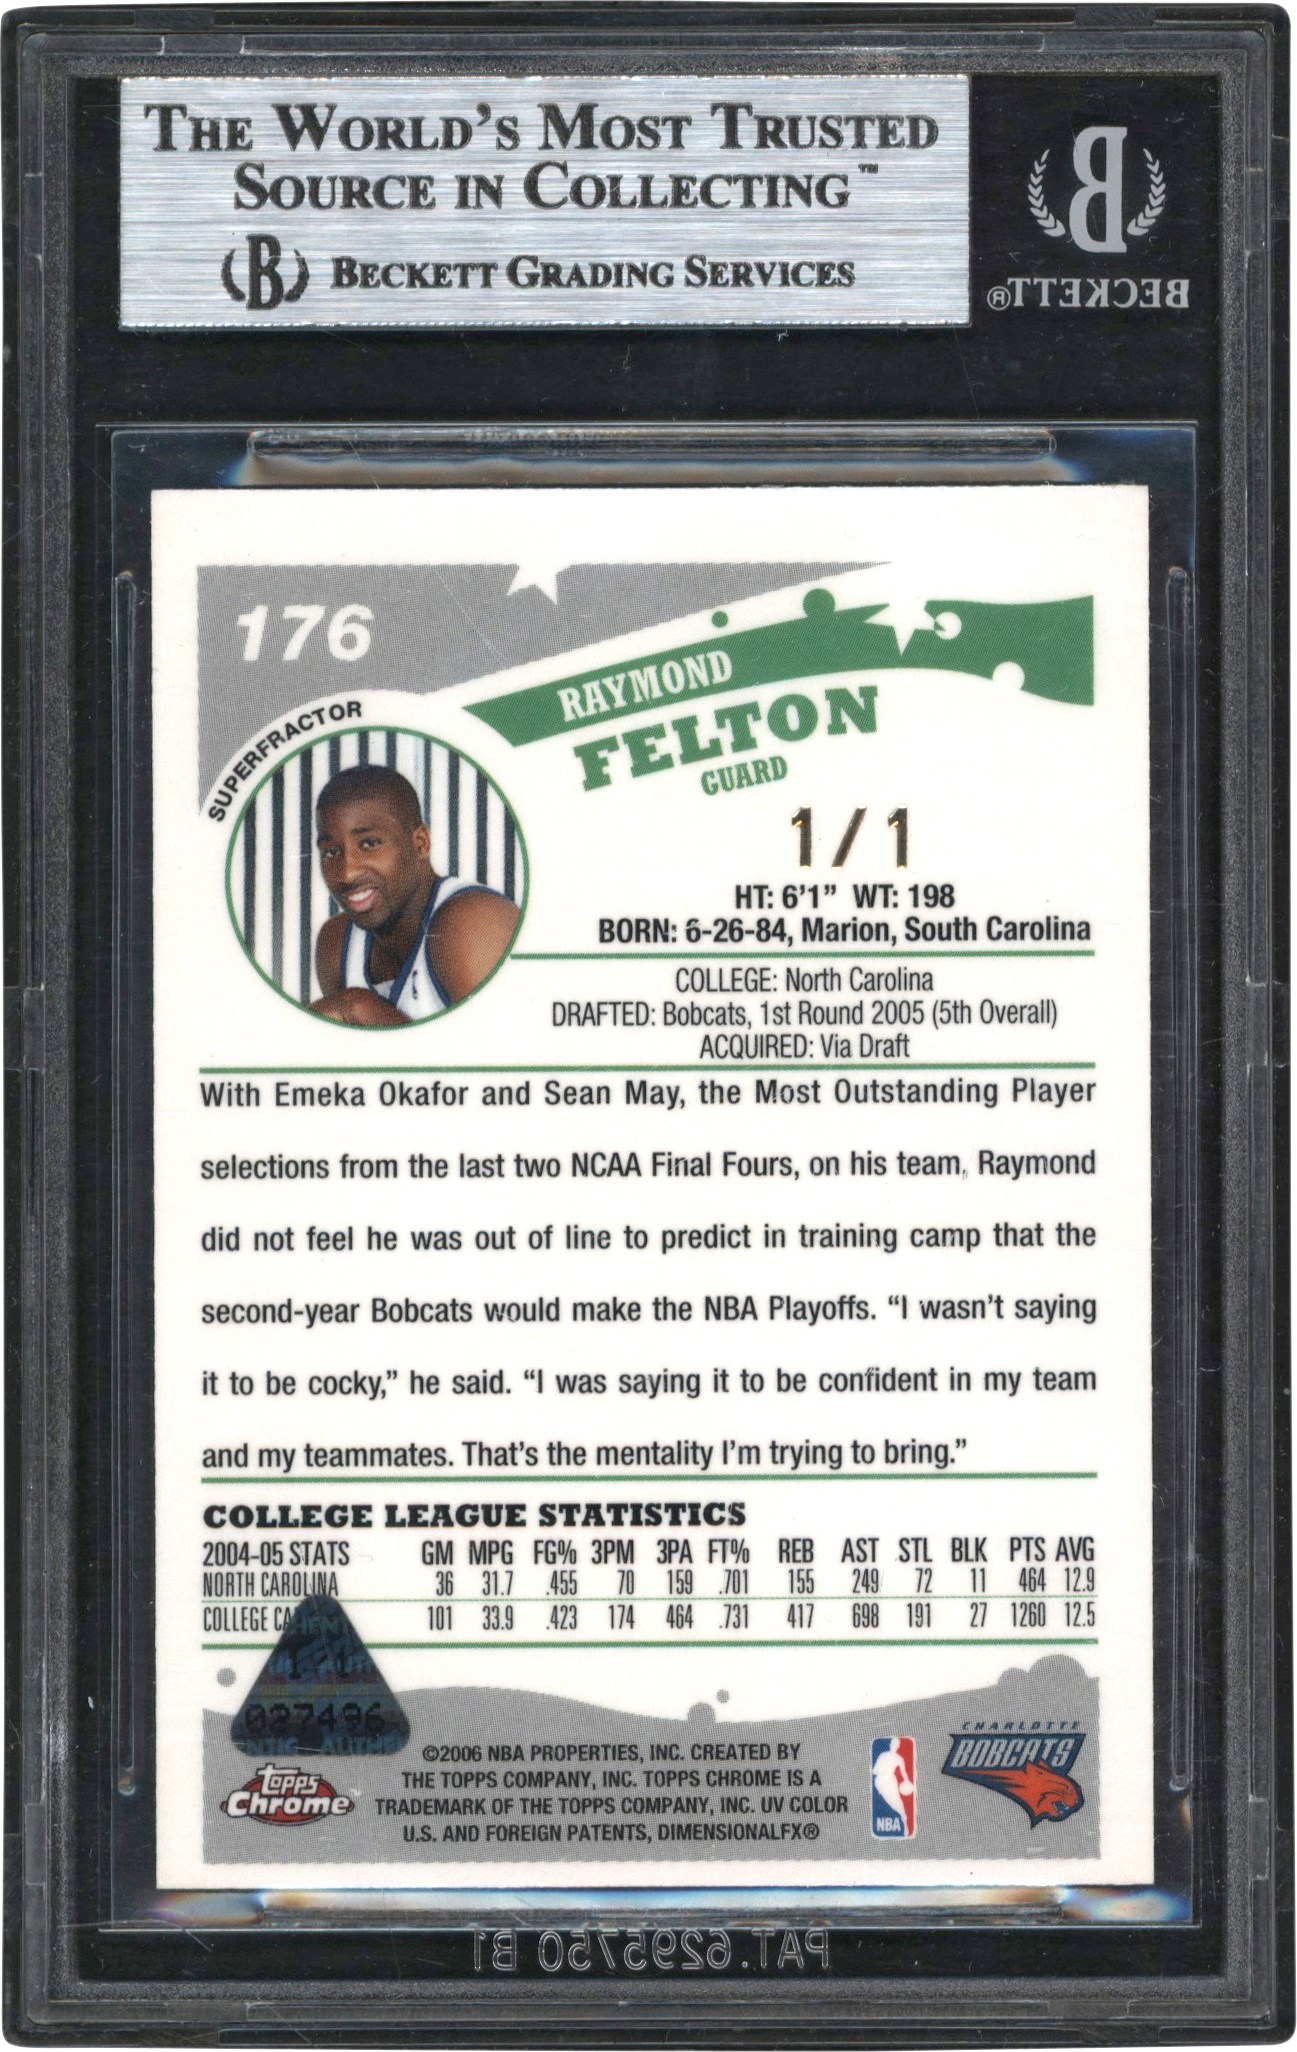 THE WORLD'S MOST TRUSTED
SOURCE IN COLLECTING™
B BECKETT GRADING SERVICES
B
BECKETT®
176
SUPERFRACTOR
RAYMOND
FELTON
GUARD
1/1
HT: 6'1" WT: 198
BORN: 6-26-84, Marion, South Carolina
COLLEGE: North Carolina
DRAFTED: Bobcats, 1st Round 2005 (5th Overall)
ACQUIRED: Via Draft
With Emeka Okafor and Sean May, the Most Outstanding Player
selections from the last two NCAA Final Fours, on his team, Raymond
did not feel he was out of line to predict in training camp that the
second-year Bobcats would make the NBA Playoffs. “I wasn’t saying
it to be cocky,” he said. “I was saying it to be confident in my team
and my teammates. That’s the mentality I’m trying to bring.”
COLLEGE LEAGUE STATISTICS
2004-05 STATS GM MPG FG% 3PM 3PA FT% REB AST STL BLK PTS AVG
NORTH CAROLINA 36 31.7 .455 70 159 .701 155 249 72 11 464 12.9
COLLEGE 101 33.9 .423 174 464 .731 417 698 191 27 1260 12.5
087496
Topps
Chrome™
©2006 NBA PROPERTIES, INC. CREATED BY
THE TOPPS COMPANY, INC. TOPPS CHROME IS A
TRADEMARK OF THE TOPPS COMPANY, INC. UV COLOR
U.S. AND FOREIGN PATENTS, DIMENSIONALFX®
NBA
CHARLOTTE
BOBCATS
PAT. 6295750 B1